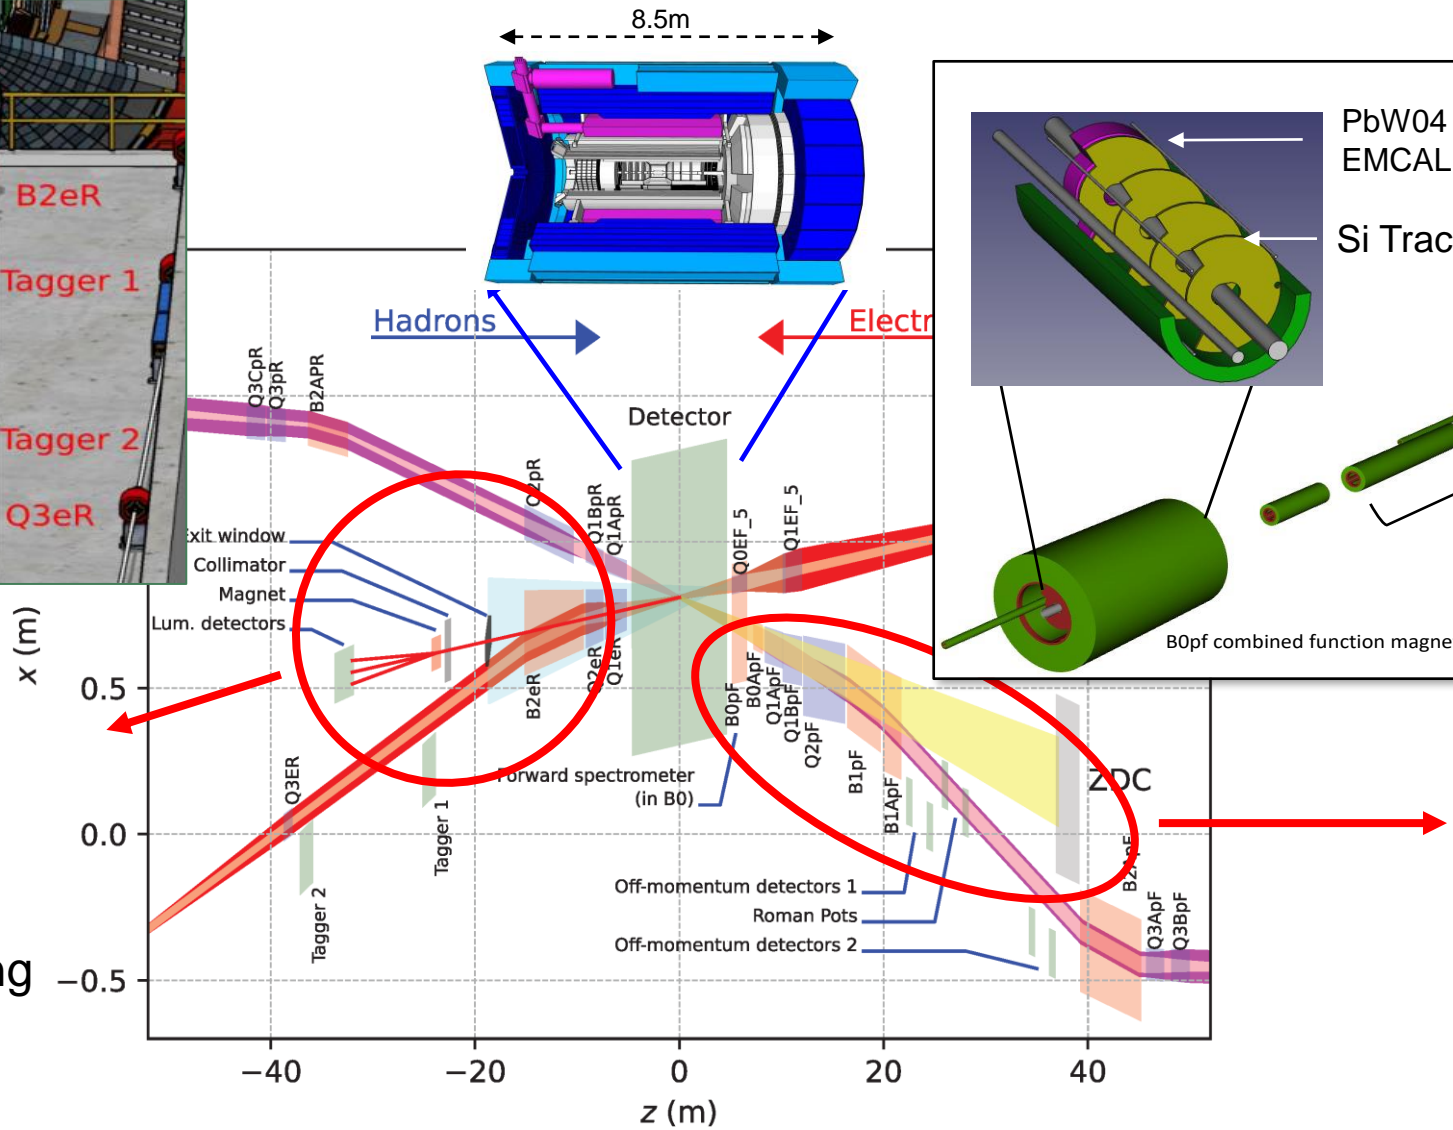 8.5m
PbW04
EMCAL
Si Trac
B0pf combined function magne
B2eR
Tagger 1
Tagger 2
Q3eR
Hadrons
Electr
Detector
Q3CpR
Q3pR
B2APR
Q2pR
Q1BpR
Q1ApR
Q0EF_5
Q1EF_5
Exit window
Collimator
Magnet
Lum. detectors
B2eR
Q2eR
Q1eR
Q3ER
Tagger 1
Tagger 2
Forward spectrometer
(in B0)
B0pF
B0ApF
Q1ApF
Q1BpF
Q2pF
B1pF
B1ApF
ZDC
B2ApF
Q3ApF
Q3BpF
Off-momentum detectors 1
Roman Pots
Off-momentum detectors 2
ng
x (m)
0.5
0.0
−0.5
−40
−20
0
20
40
z (m)